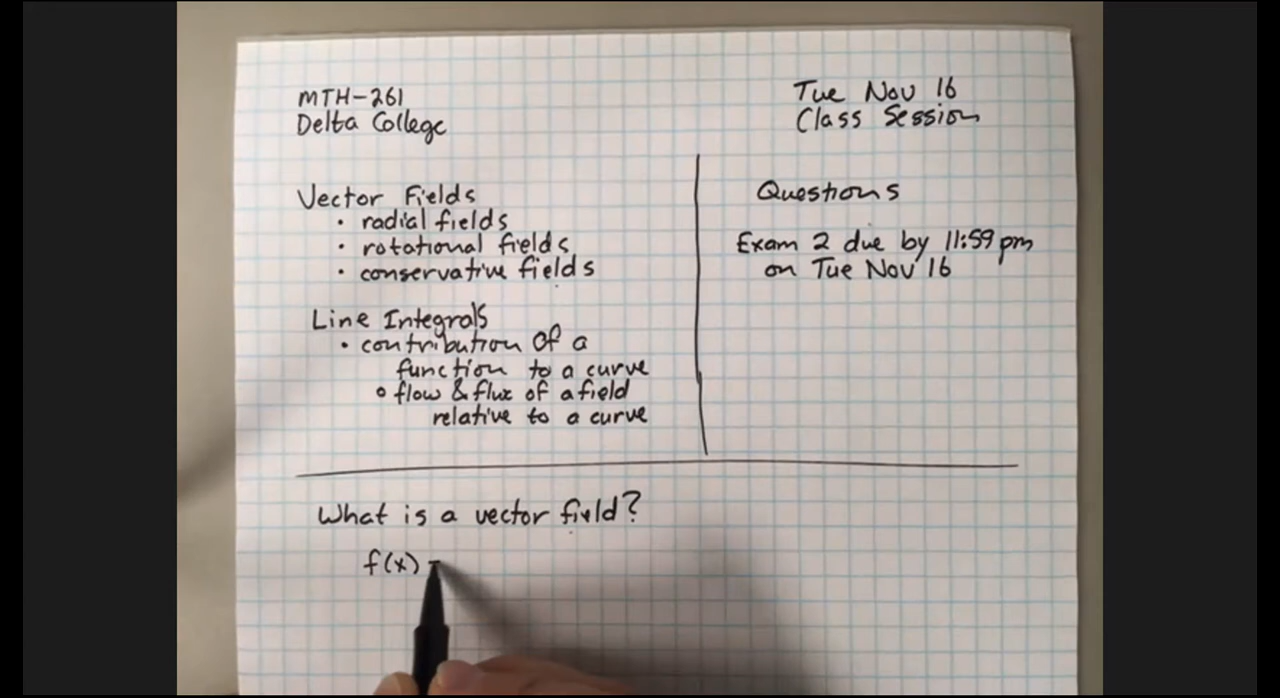 MTH-261
Delta College
Tue Nov 16
Class Session
Vector Fields
• radial fields
• rotational fields
• conservative fields
Line Integrals
• contribution of a
function to a curve
• flow & flux of a field
relative to a curve
Questions
Exam 2 due by 11:59 pm
on Tue Nov 16
What is a vector field?
f(x) -